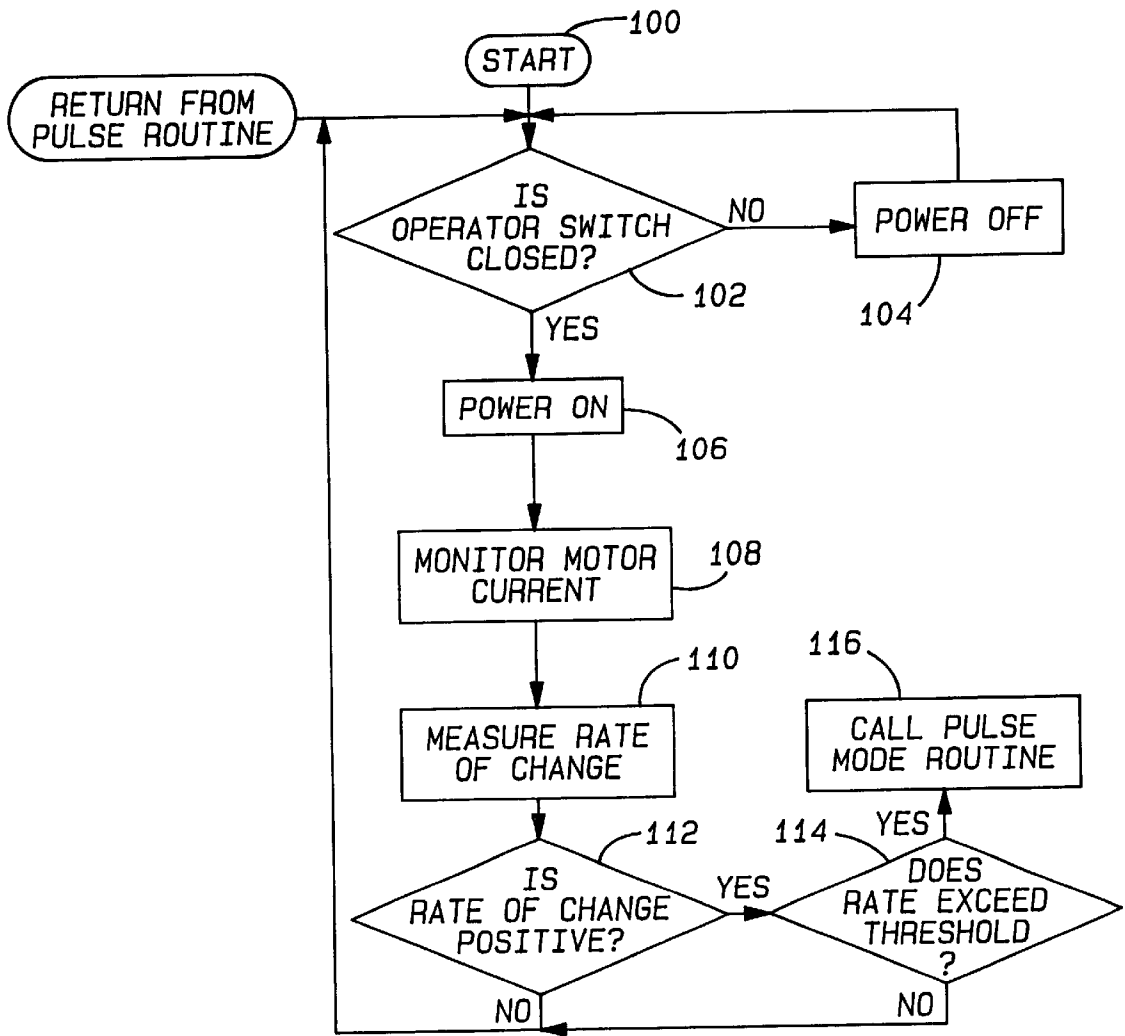 100
START
RETURN FROM
PULSE ROUTINE
IS
OPERATOR SWITCH
CLOSED?
NO
POWER OFF
102
104
YES
POWER ON
106
MONITOR MOTOR
CURRENT
108
110
MEASURE RATE
OF CHANGE
116
CALL PULSE
MODE ROUTINE
112
IS
RATE OF CHANGE
POSITIVE?
YES
114
YES
DOES
RATE EXCEED
THRESHOLD
?
NO
NO